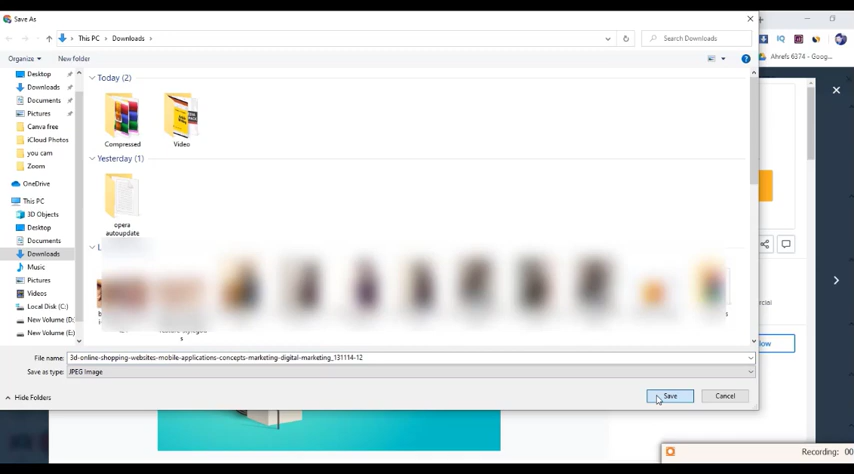 Save As
This PC > Downloads >
Search Downloads
Organize
New folder
IQ
Ahrefs 6374 - Goog...
Desktop
Downloads
Documents
Pictures
Canva free
iCloud Photos
you cam
Zoom
OneDrive
This PC
3D Objects
Desktop
Documents
Downloads
Music
Pictures
Videos
Local Disk (C:)
New Volume (D:
New Volume (E:)
Today (2)
Compressed
Video
Yesterday (1)
opera
autoupdate
File name:
3d-online-shopping-websites-mobile-applications-concepts-marketing-digital-marketing_131114-12
Save as type:
JPEG Image
Hide Folders
Save
Cancel
cial
low
Recording: 00